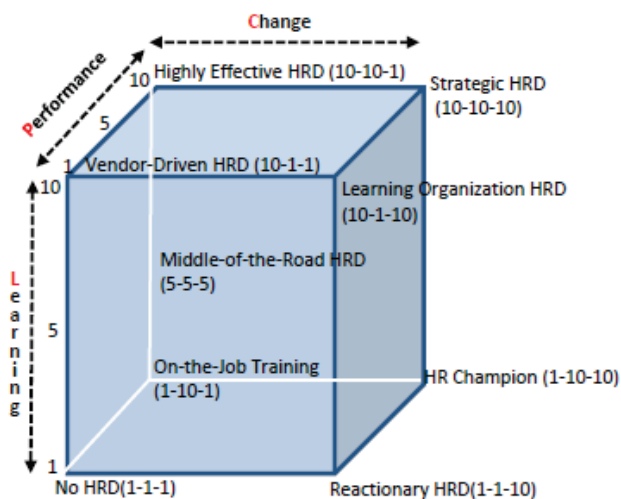 Change
Performance
10
Highly Effective HRD (10-10-1)
Strategic HRD
(10-10-10)
5
1
Vendor-Driven HRD (10-1-1)
10
Learning Organization HRD
(10-1-10)
Learning
Middle-of-the-Road HRD
(5-5-5)
5
On-the-Job Training
(1-10-1)
HR Champion (1-10-10)
1
No HRD(1-1-1)
Reactionary HRD(1-1-10)